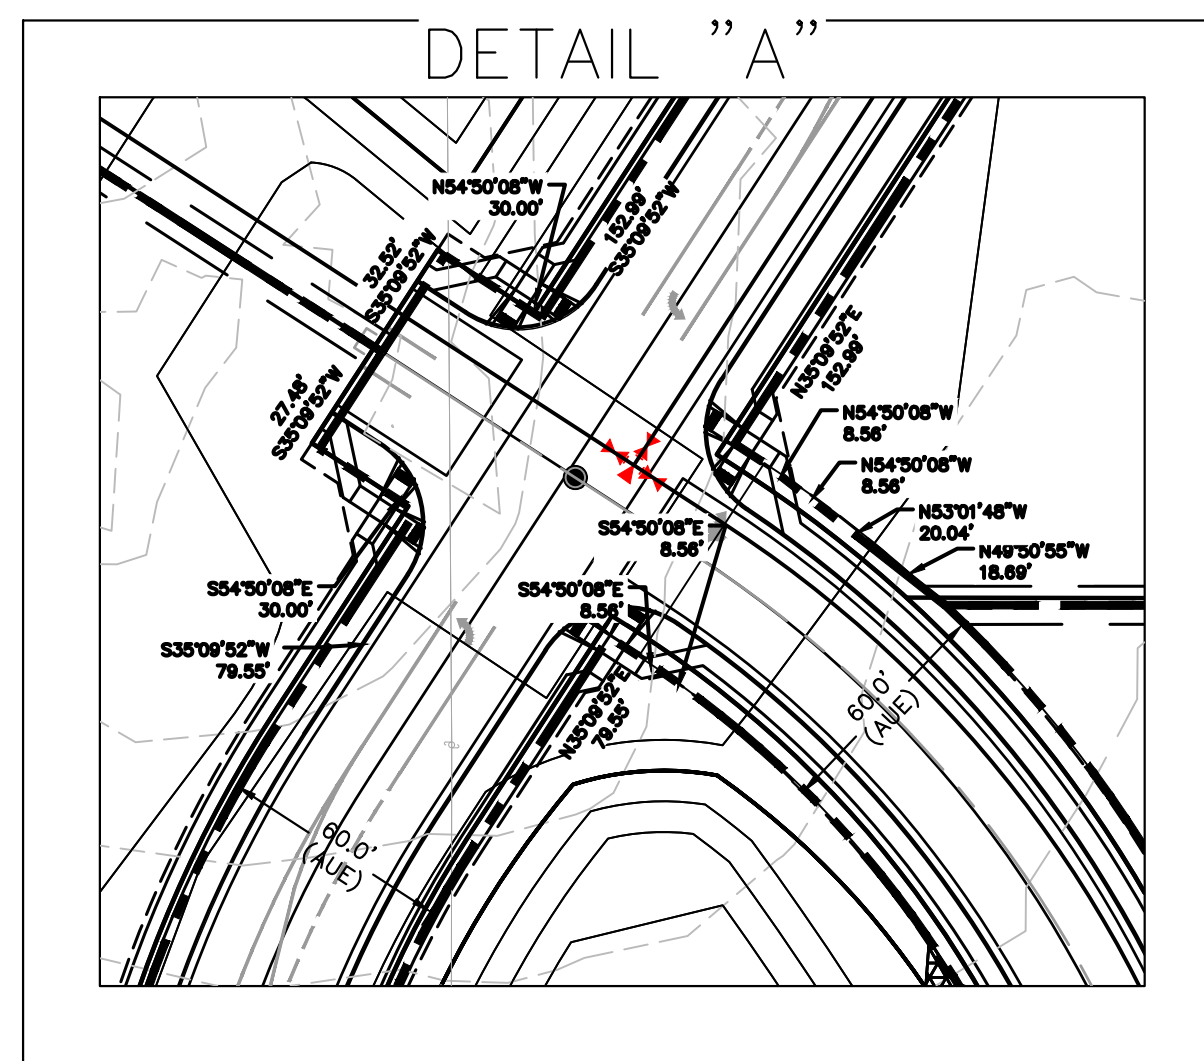 DETAIL "A"
N54°50'08"W
30.00'
152.99'
S35°09'52"W
32.52'
S35°09'52"W
27.48'
S35°09'52"W
N35°09'52"E
152.99'
N54°50'08"W
8.56'
N54°50'08"W
8.56'
N53°01'48"W
20.04'
N49°50'55"W
18.69'
S54°50'08"E
8.56'
S54°50'08"E
8.56'
S54°50'08"E
30.00'
S35°09'52"W
79.55'
N35°09'52"E
79.55'
60.0'
(AUE)
60.0'
(AUE)